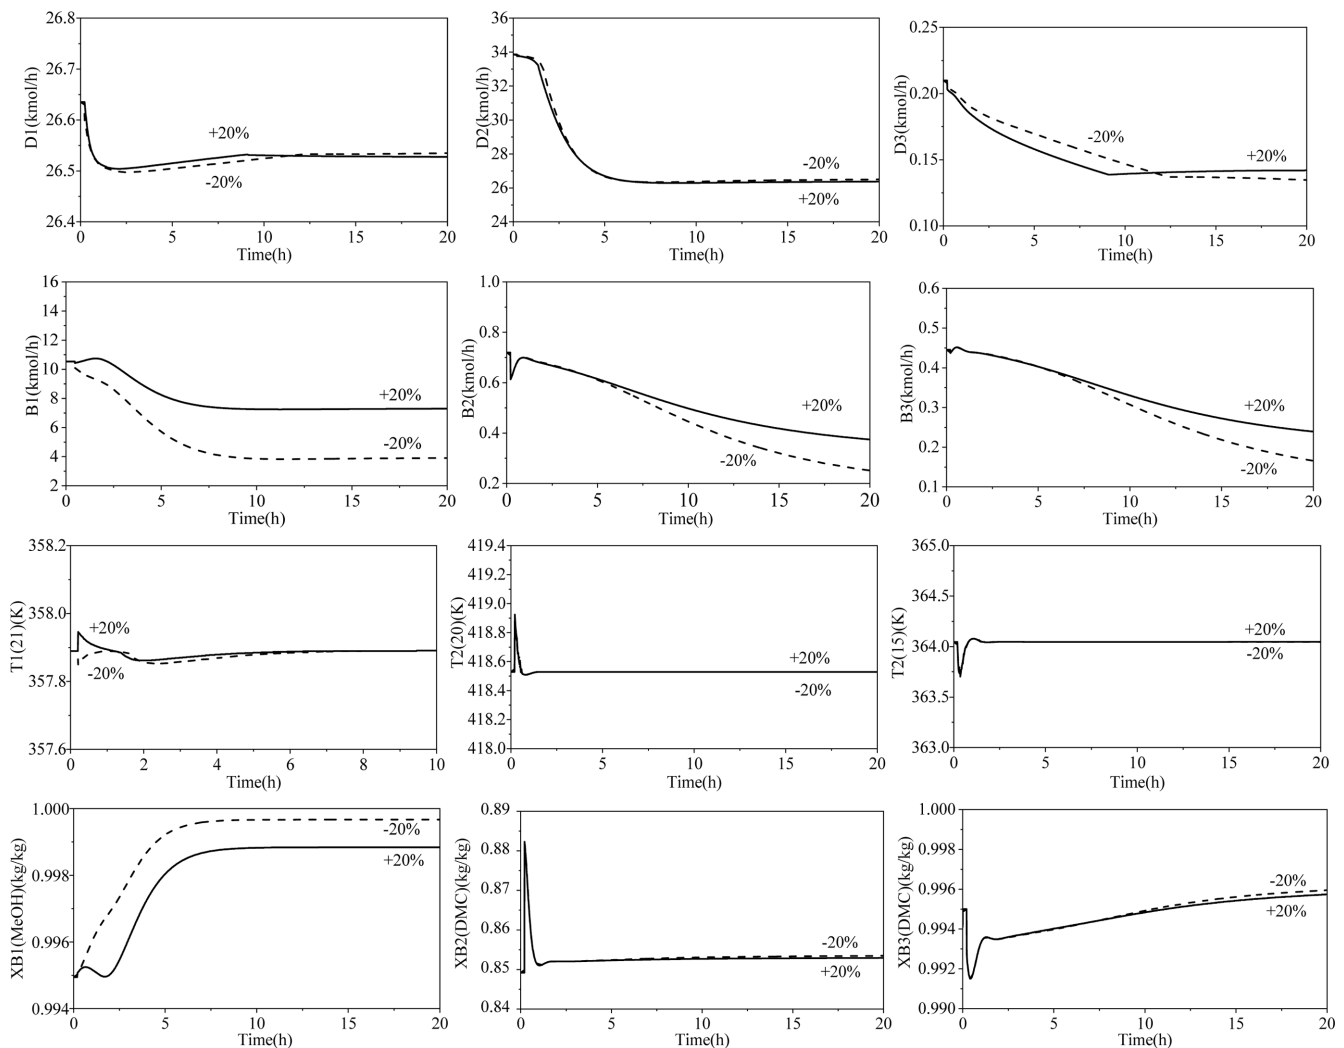 D1(kmol/h)
26.8
26.7
26.6
26.5
26.4
+20%
-20%
0 5 10 15 20
Time(h)
D2(kmol/h)
36
34
32
30
28
26
24
-20%
+20%
0 5 10 15 20
Time(h)
D3(kmol/h)
0.25
0.20
0.15
0.10
-20%
+20%
0 5 10 15 20
Time(h)
B1(kmol/h)
16
14
12
10
8
6
4
2
+20%
-20%
0 5 10 15 20
Time(h)
B2(kmol/h)
1.0
0.8
0.6
0.4
0.2
+20%
-20%
0 5 10 15 20
Time(h)
B3(kmol/h)
0.6
0.5
0.4
0.3
0.2
0.1
+20%
-20%
0 5 10 15 20
Time(h)
T1(21)(K)
358.2
358.0
357.8
357.6
+20%
-20%
0 2 4 6 8 10
Time(h)
T2(20)(K)
419.4
419.2
419.0
418.8
418.6
418.4
418.2
418.0
+20%
-20%
0 5 10 15 20
Time(h)
T2(15)(K)
365.0
364.5
364.0
363.5
363.0
+20%
-20%
0 5 10 15 20
Time(h)
XB1(MeOH)(kg/kg)
1.000
0.998
0.996
0.994
-20%
+20%
0 5 10 15 20
Time(h)
XB2(DMC)(kg/kg)
0.89
0.88
0.87
0.86
0.85
0.84
-20%
+20%
0 5 10 15 20
Time(h)
XB3(DMC)(kg/kg)
1.000
0.998
0.996
0.994
0.992
0.990
-20%
+20%
0 5 10 15 20
Time(h)